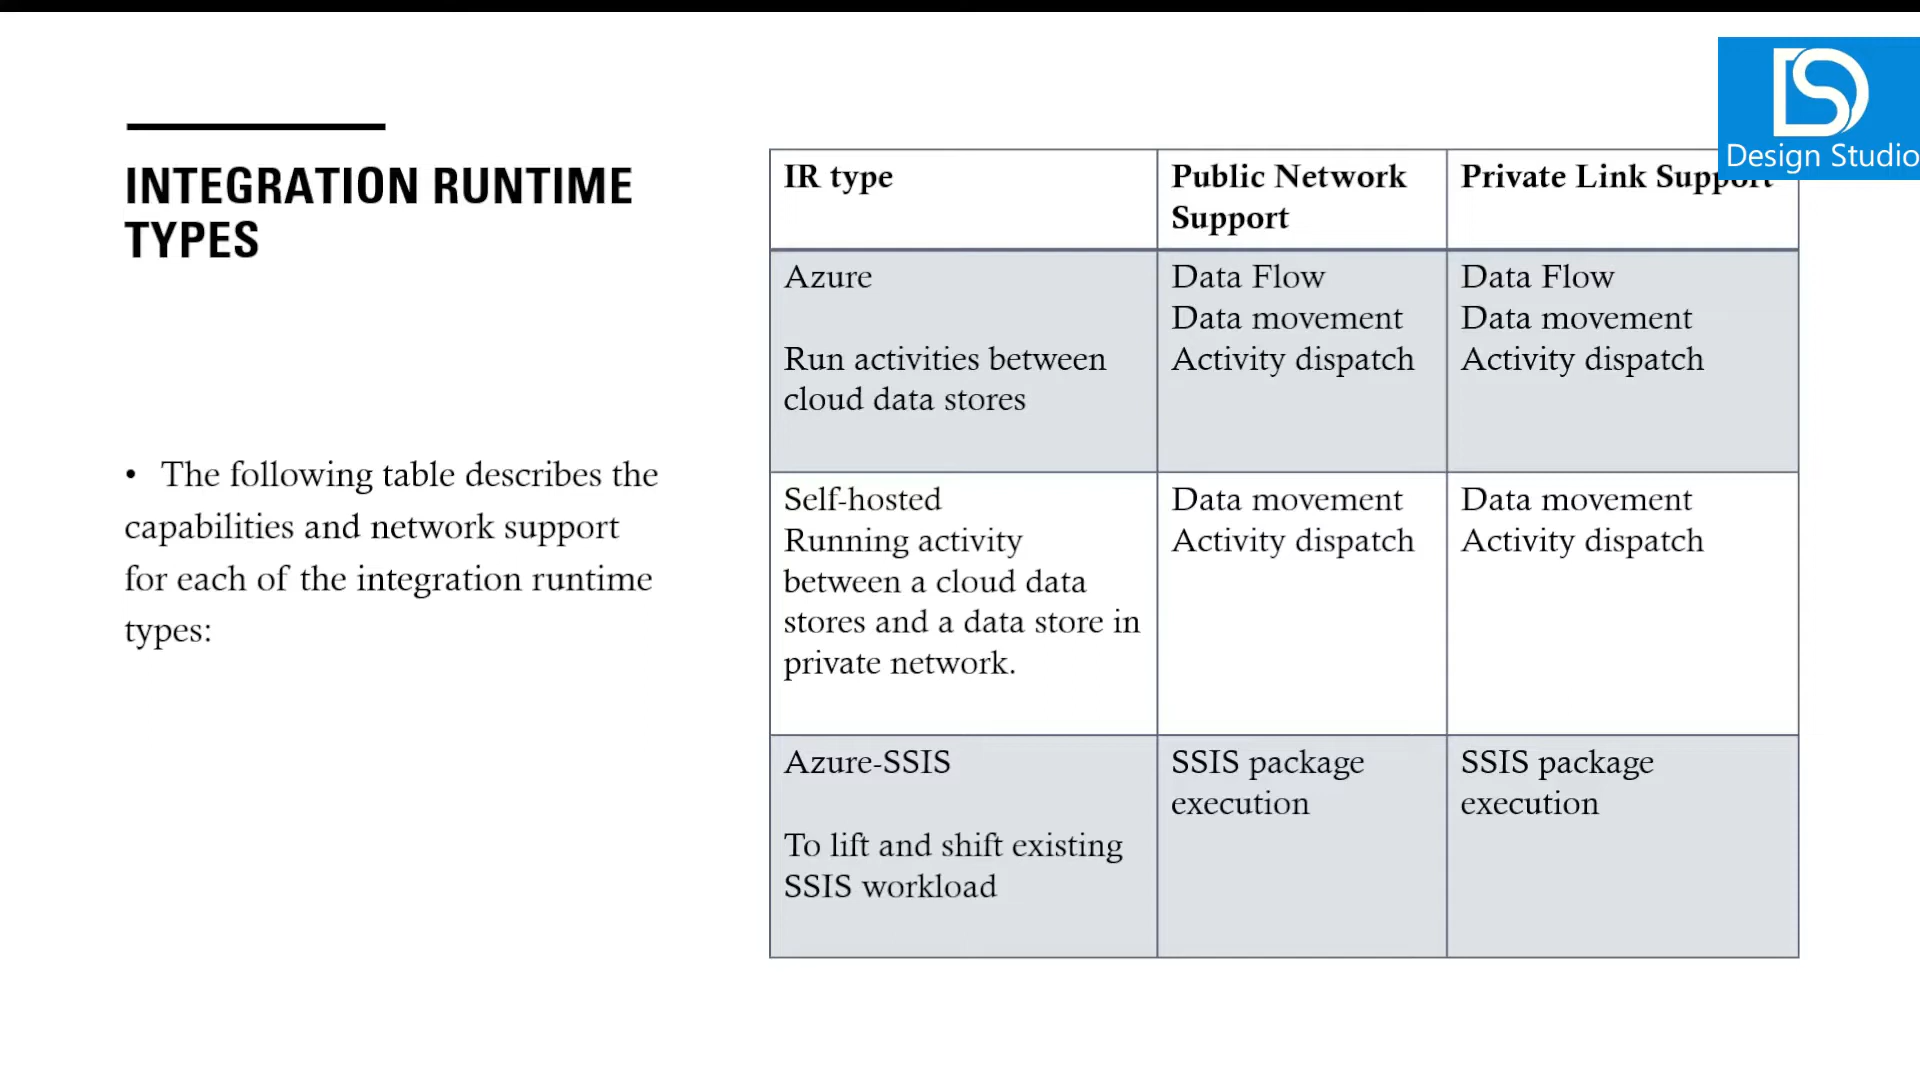 Design Studio
INTEGRATION RUNTIME
TYPES
• The following table describes the
capabilities and network support
for each of the integration runtime
types:
IR type
Public Network
Support
Private Link Support
Azure
Run activities between
cloud data stores
Data Flow
Data movement
Activity dispatch
Data Flow
Data movement
Activity dispatch
Self-hosted
Running activity
between a cloud data
stores and a data store in
private network.
Data movement
Activity dispatch
Data movement
Activity dispatch
Azure-SSIS
To lift and shift existing
SSIS workload
SSIS package
execution
SSIS package
execution